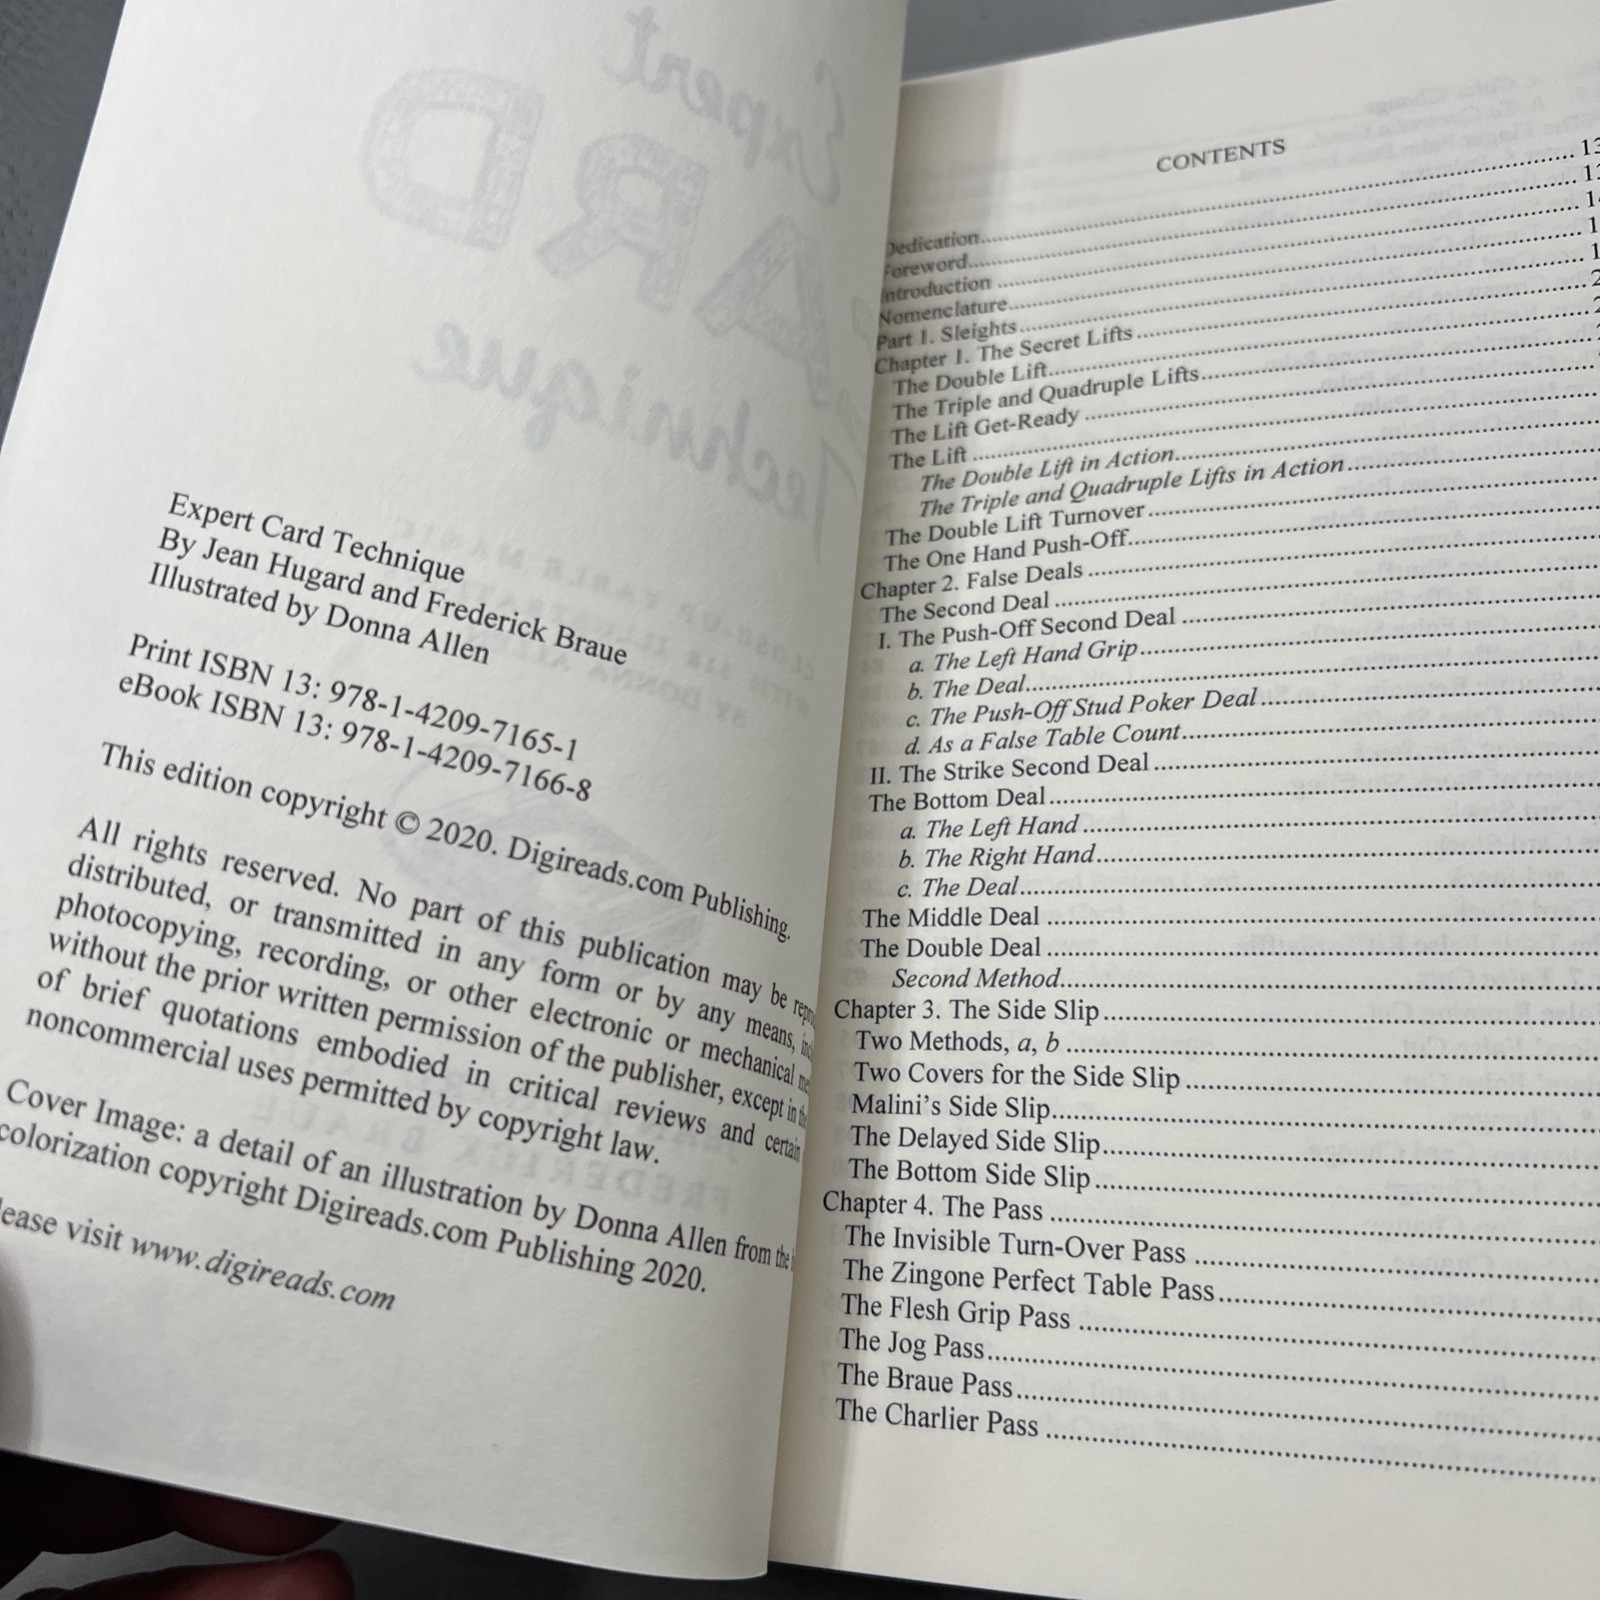 Expert Card Technique
By Jean Hugard and Frederick Braue
Illustrated by Donna Allen
Print ISBN 13: 978-1-4209-7165-1
eBook ISBN 13: 978-1-4209-7166-8
This edition copyright © 2020. Digireads.com Publishing.
All rights reserved. No part of this publication may be
distributed, or transmitted in any form or by any means,
photocopying, recording, or other electronic or mechanical
without the prior written permission of the publisher, except in
of brief quotations embodied in critical reviews and certain
noncommercial uses permitted by copyright law.
Cover Image: a detail of an illustration by Donna Allen from the
colorization copyright Digireads.com Publishing 2020.
visit www.digireads.com
CONTENTS
Dedication
Foreword
Introduction
Nomenclature
Part 1. Sleights
Chapter 1. The Secret Lifts
The Double Lift
The Triple and Quadruple Lifts
The Lift Get-Ready
The Lift
The Double Lift in Action
The Triple and Quadruple Lifts in Action
The Double Lift Turnover
The One Hand Push-Off
Chapter 2. False Deals
The Second Deal
I. The Push-Off Second Deal
a. The Left Hand Grip
b. The Deal
c. The Push-Off Stud Poker Deal
d. As a False Table Count
II. The Strike Second Deal
The Bottom Deal
a. The Left Hand
b. The Right Hand
c. The Deal
The Middle Deal
The Double Deal
Second Method
Chapter 3. The Side Slip
Two Methods, a, b
Two Covers for the Side Slip
Malini's Side Slip
The Delayed Side Slip
The Bottom Side Slip
Chapter 4. The Pass
The Invisible Turn-Over Pass
The Zingone Perfect Table Pass
The Flesh Grip Pass
The Jog Pass
The Braue Pass
The Charlier Pass